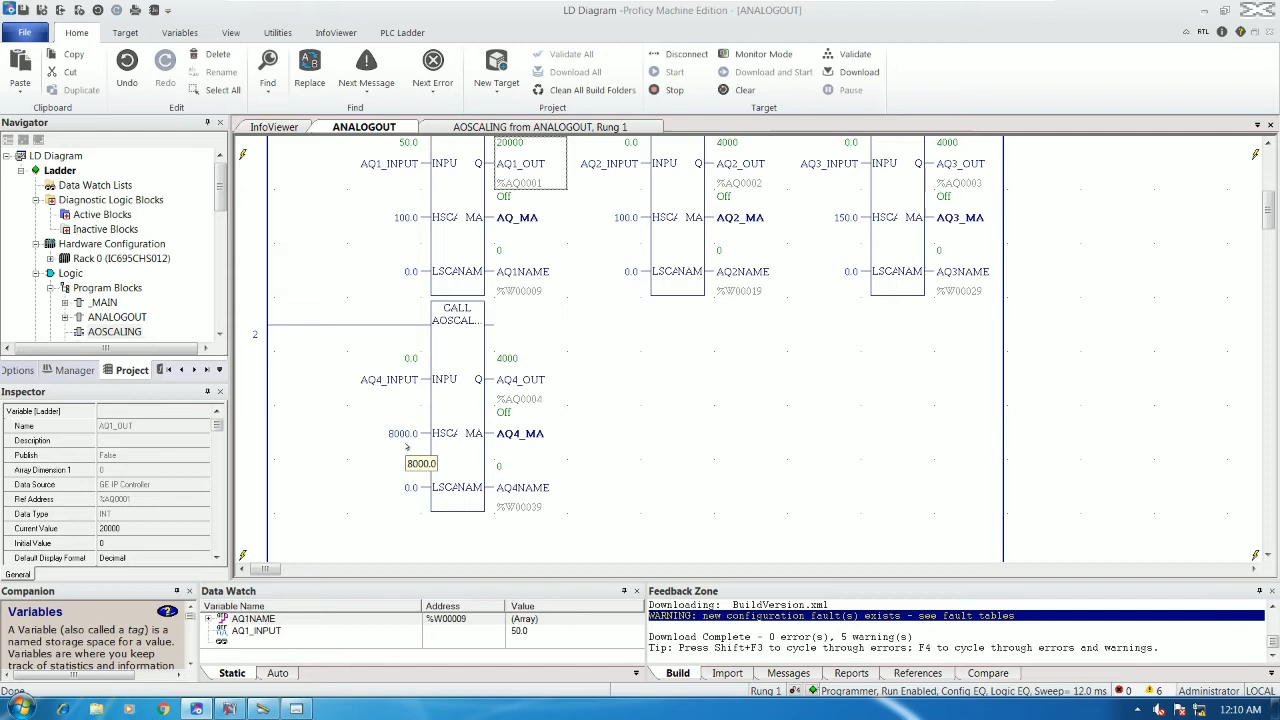 LD Diagram -Proficy Machine Edition - [ANALOGOUT]
File Home Target Variables View Utilities InfoViewer PLC Ladder RTL
Paste Copy Cut Duplicate Undo Redo Delete Rename Select All Find Replace Next Message Next Error New Target Validate All Download All Clean All Build Folders Disconnect Start Stop Monitor Mode Download and Start Clear Validate Download Pause
Clipboard Edit Find Project Target
Navigator
InfoViewer ANALOGOUT AOSCALING from ANALOGOUT, Rung 1
LD Diagram
Ladder
Data Watch Lists
Diagnostic Logic Blocks
Active Blocks
Inactive Blocks
Hardware Configuration
Rack 0 (IC695CHS012)
Logic
Program Blocks
_MAIN
ANALOGOUT
AOSCALING
Options Manager Project
50.0 20000 0.0 4000 0.0 4000
AQ1_INPUT INPU Q AQ1_OUT AQ2_INPUT INPU Q AQ2_OUT AQ3_INPUT INPU Q AQ3_OUT
%AQ0001 %AQ0002 %AQ0003
Off Off Off
100.0 HSCA MA AQ_MA 100.0 HSCA MA AQ2_MA 150.0 HSCA MA AQ3_MA
0 0 0
0.0 LSCANAM AQ1NAME 0.0 LSCANAM AQ2NAME 0.0 LSCANAM AQ3NAME
%W00009 %W00019 %W00029
CALL
AOSCAL...
2
0.0 4000
AQ4_INPUT INPU Q AQ4_OUT
%AQ0004
Off
8000.0 HSCA MA AQ4_MA
8000.0
0
0.0 LSCANAM AQ4NAME
%W00039
Inspector
Variable [Ladder]
Name AQ1_OUT
Description
Publish False
Array Dimension 1 0
Data Source GE IP Controller
Ref Address %AQ0001
Data Type INT
Current Value 20000
Initial Value 0
Default Display Format Decimal
General
Companion
Variables
A Variable (also called a tag) is a named storage space for a value. Variables are where you keep track of statistics and information
Data Watch
Variable Name Address Value
AQ1NAME %W00009 (Array)
AQ1_INPUT 50.0
Static Auto
Feedback Zone
Downloading: BuildVersion.xml
WARNING: new configuration fault(s) exists - see fault tables
Download Complete - 0 error(s), 5 warning(s)
Tip: Press Shift+F3 to cycle through errors; F4 to cycle through errors and warnings.
Build Import Messages Reports References Compare
Done Rung 1 Programmer, Run Enabled, Config EQ, Logic EQ, Sweep= 12.0 ms 0 6 Administrator LOCAL
12:10 AM